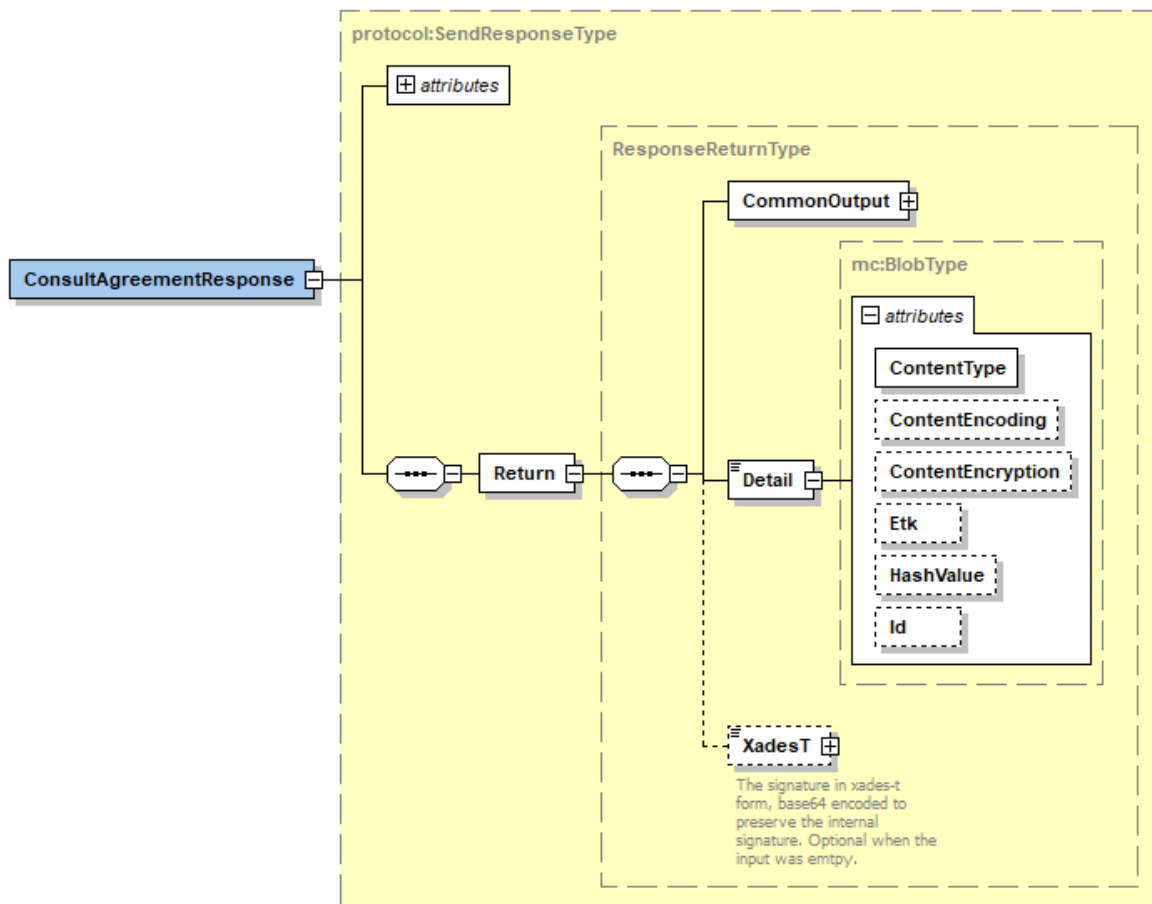 protocol:SendResponseType
attributes
ResponseReturnType
CommonOutput
mc:BlobType
ConsultAgreementResponse
attributes
ContentType
ContentEncoding
ContentEncryption
Return
Detail
Etk
HashValue
Id
XadesT
The signature in xades-t
form, base64 encoded to
preserve the internal
signature. Optional when the
input was emtpy.